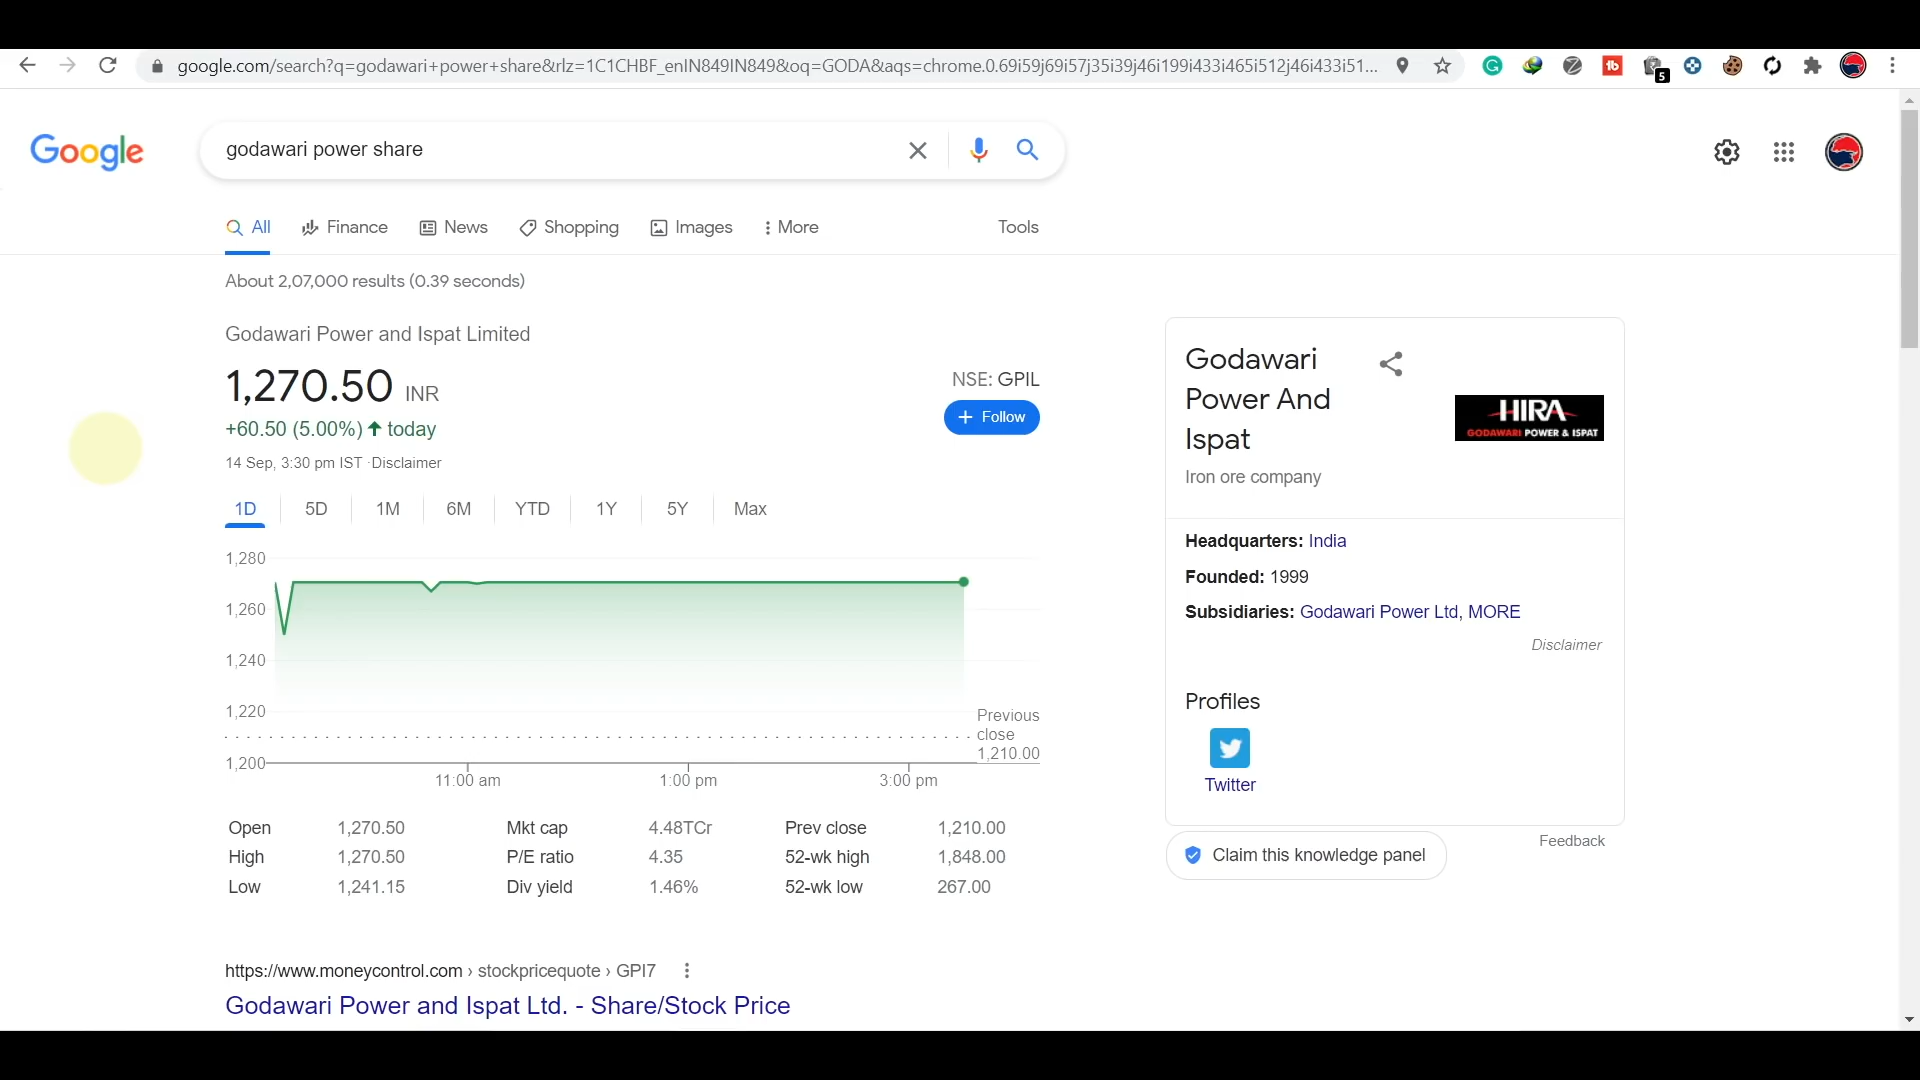 google.com/search?q=godawari+power+share&rlz=1C1CHBF_enIN849IN849&oq=GODA&aqs=chrome.0.69i59j69i57j35i39j46i199i433i465i512j46i433i51...
5
Google
godawari power share
All
Finance
News
Shopping
Images
More
Tools
About 2,07,000 results (0.39 seconds)
Godawari Power and Ispat Limited
1,270.50 INR
NSE: GPIL
+60.50 (5.00%) today
+ Follow
14 Sep, 3:30 pm IST · Disclaimer
1D 5D 1M 6M YTD 1Y 5Y Max
1,280
1,260
1,240
1,220
1,200
Previous
close
1,210.00
11:00 am 1:00 pm 3:00 pm
Open 1,270.50 Mkt cap 4.48TCr Prev close 1,210.00
High 1,270.50 P/E ratio 4.35 52-wk high 1,848.00
Low 1,241.15 Div yield 1.46% 52-wk low 267.00
https://www.moneycontrol.com › stockpricequote › GPI7
Godawari Power and Ispat Ltd. - Share/Stock Price
Godawari
Power And
Ispat
Iron ore company
HIRA
GODAWARI POWER & ISPAT
Headquarters: India
Founded: 1999
Subsidiaries: Godawari Power Ltd, MORE
Disclaimer
Profiles
Twitter
Feedback
Claim this knowledge panel